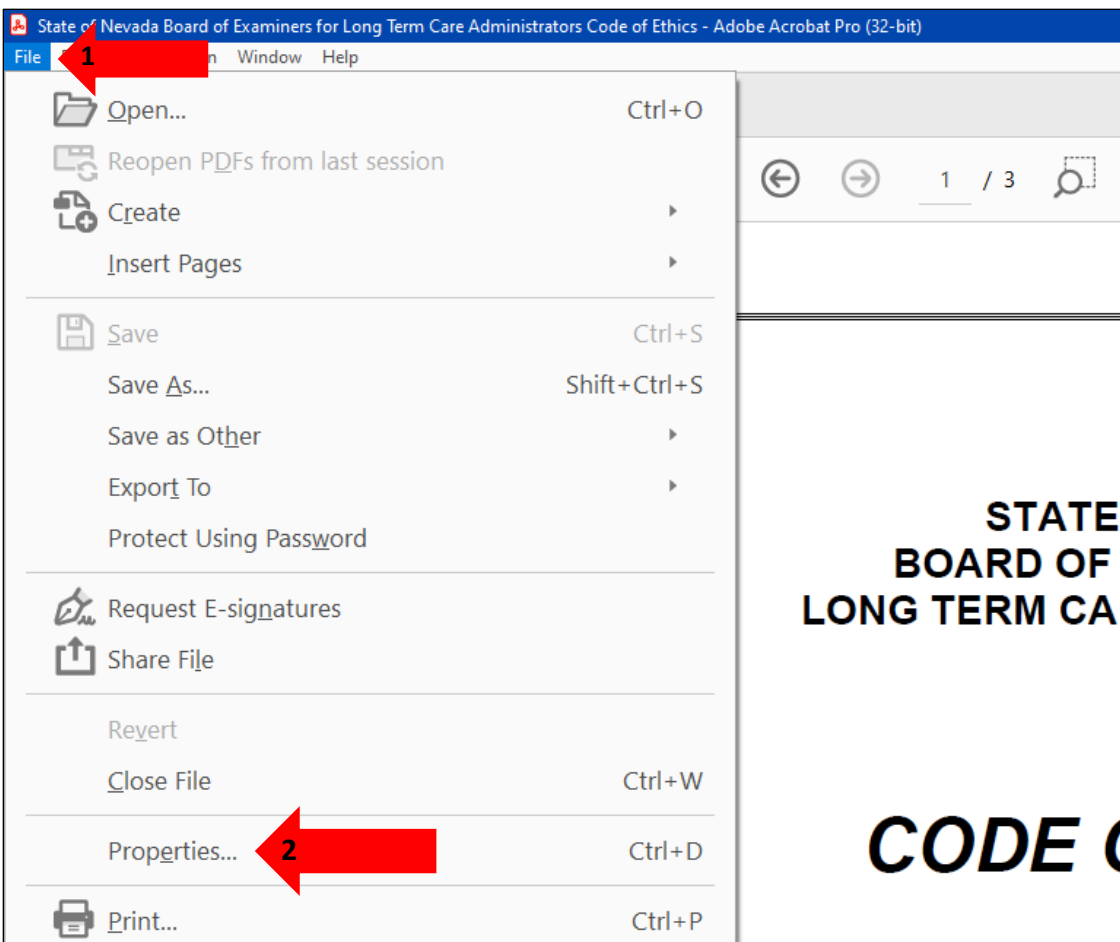 State of Nevada Board of Examiners for Long Term Care Administrators Code of Ethics - Adobe Acrobat Pro (32-bit)
File 1 Window Help
Open... Ctrl+O
Reopen PDFs from last session
Create
Insert Pages
Save Ctrl+S
Save As... Shift+Ctrl+S
Save as Other
Export To
Protect Using Password
Request E-signatures
Share File
Revert
Close File Ctrl+W
Properties... 2 Ctrl+D
Print... Ctrl+P
1 / 3
STATE
BOARD OF
LONG TERM CA
CODE